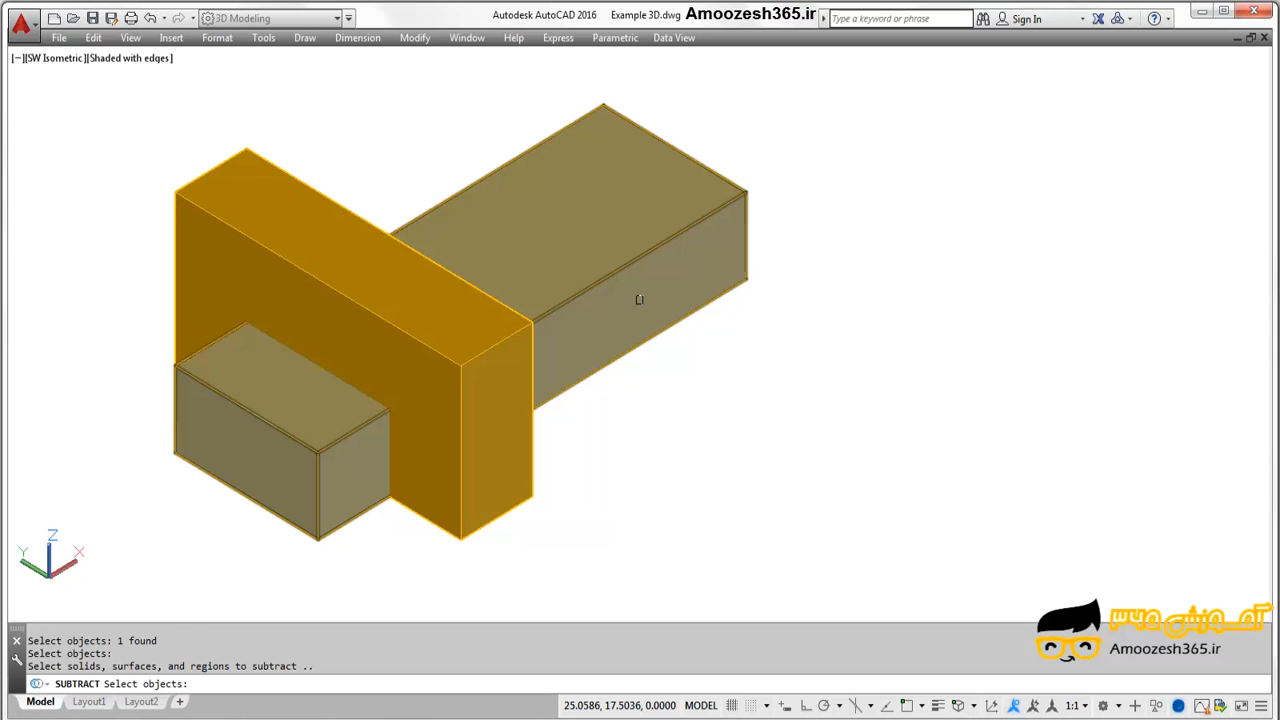 3D Modeling
Autodesk AutoCAD 2016 Example 3D.dwg Amoozesh365.ir
Type a keyword or phrase
Sign In
File Edit View Insert Format Tools Draw Dimension Modify Window Help Express Parametric Data View
[−][SW Isometric][Shaded with edges]
Z
Y
X
Select objects: 1 found
Select objects:
Select solids, surfaces, and regions to subtract ..
SUBTRACT Select objects:
آموزش ۳۶۵
Amoozesh365.ir
Model Layout1 Layout2 +
25.0586, 17.5036, 0.0000 MODEL
1:1